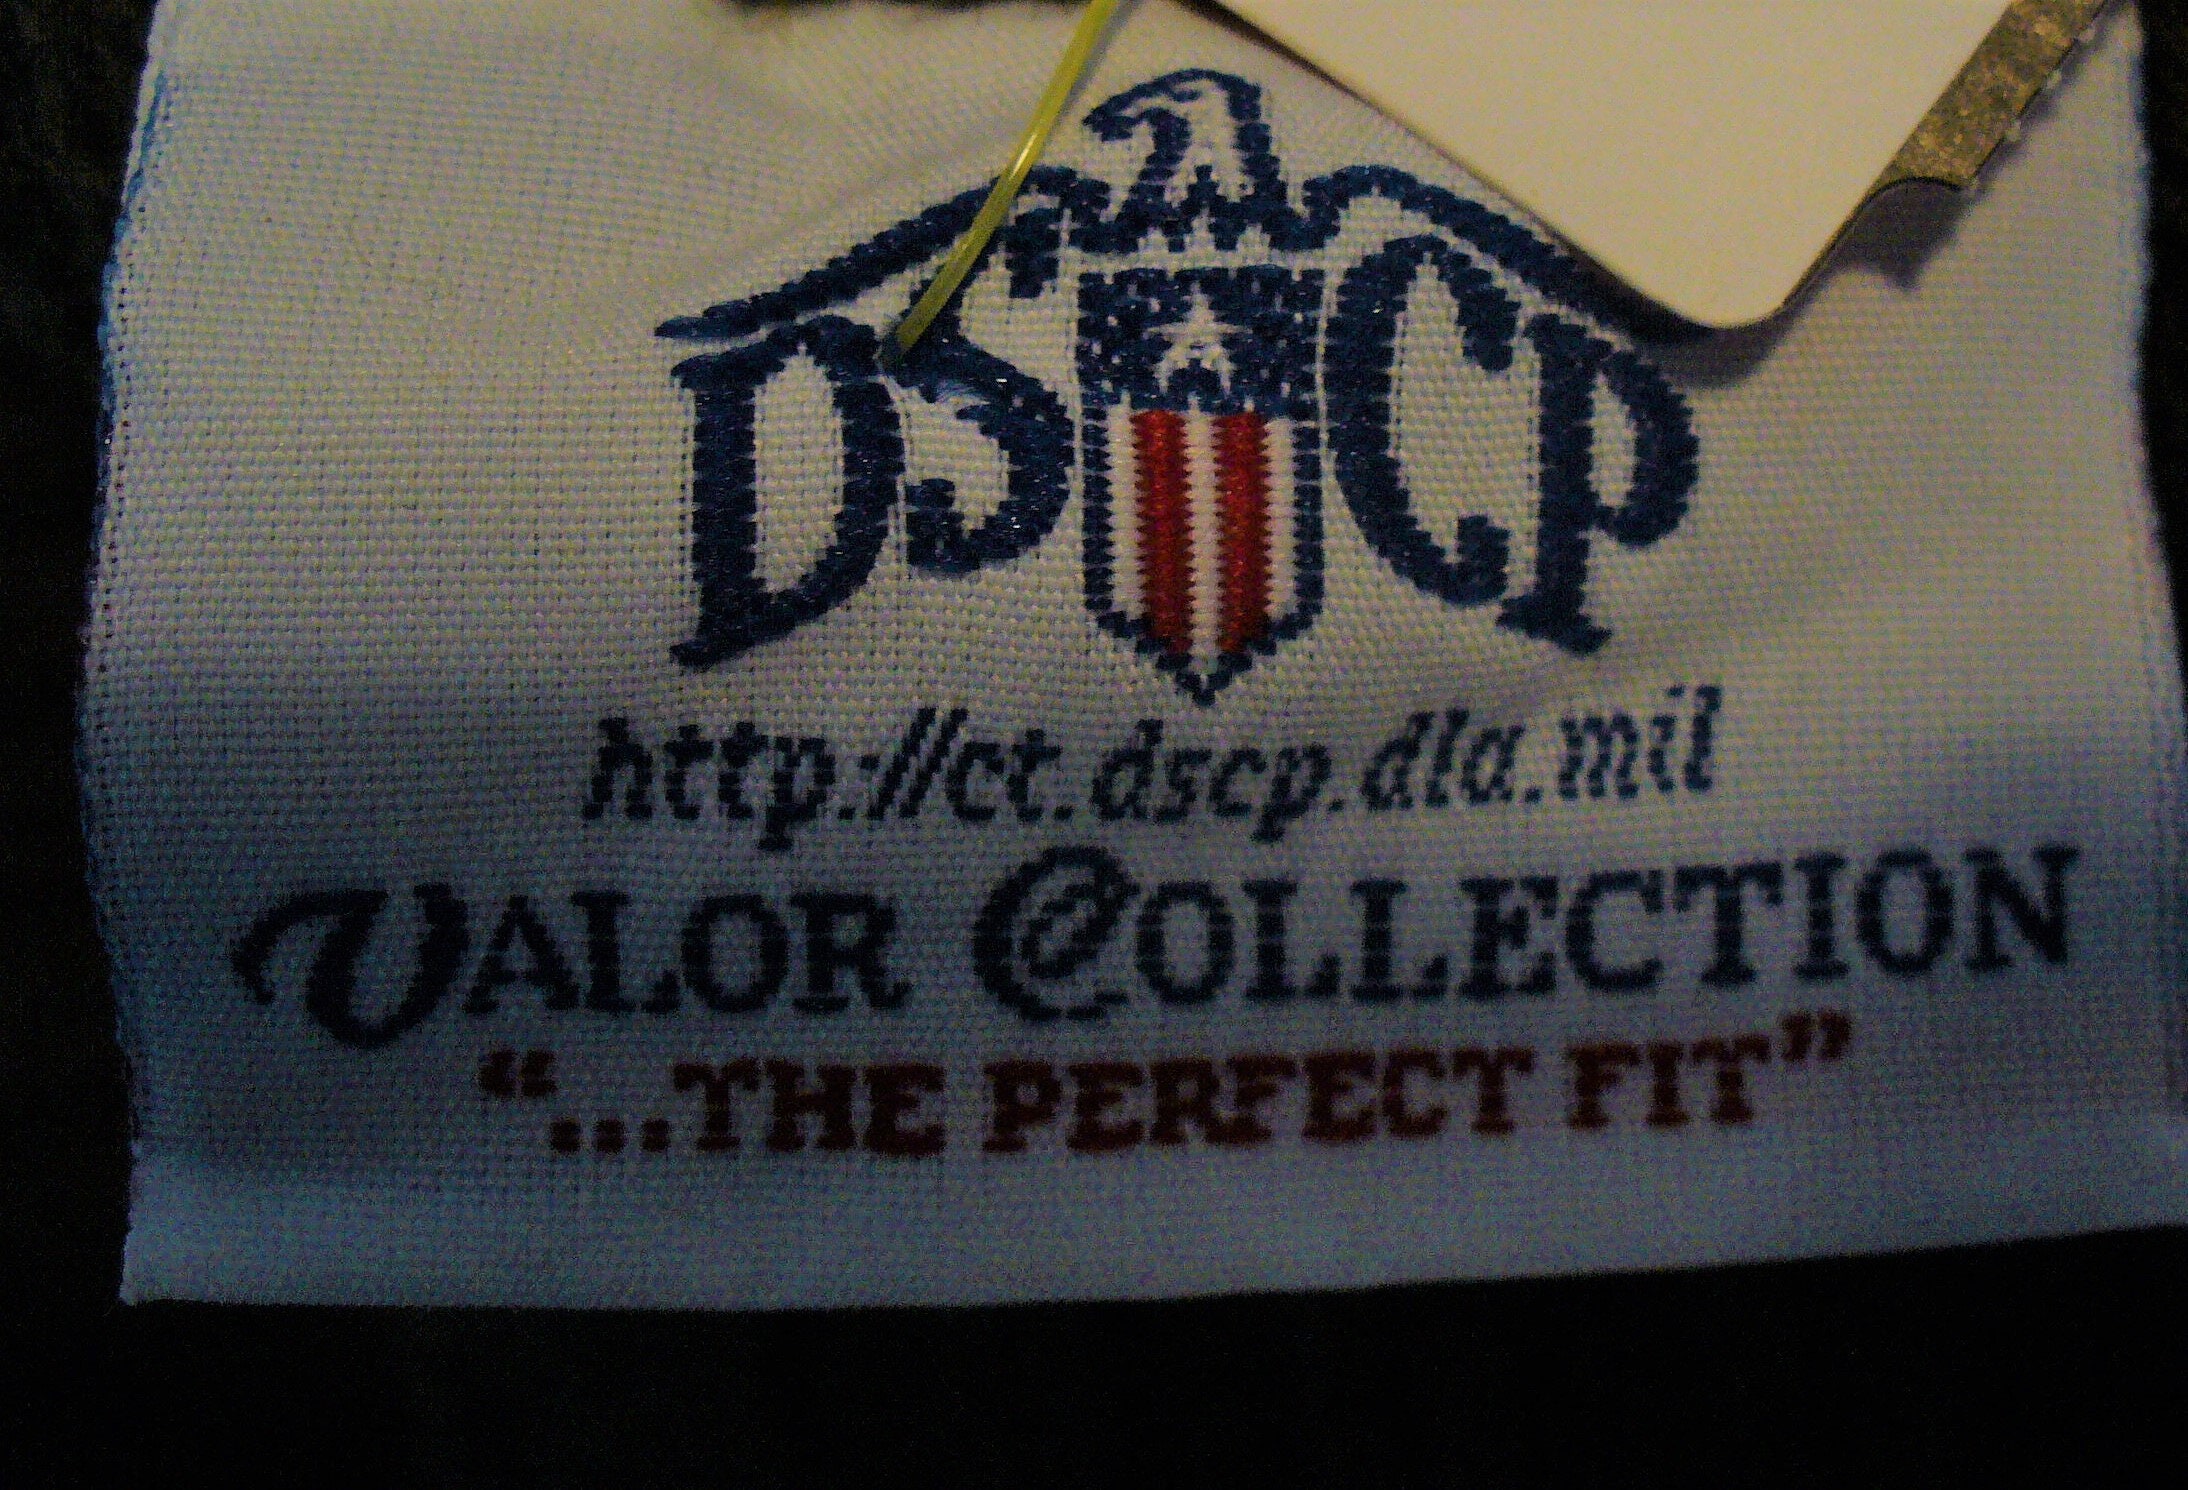 DSCP
http://ct.dscp.dla.mil
VALOR COLLECTION
“...THE PERFECT FIT”